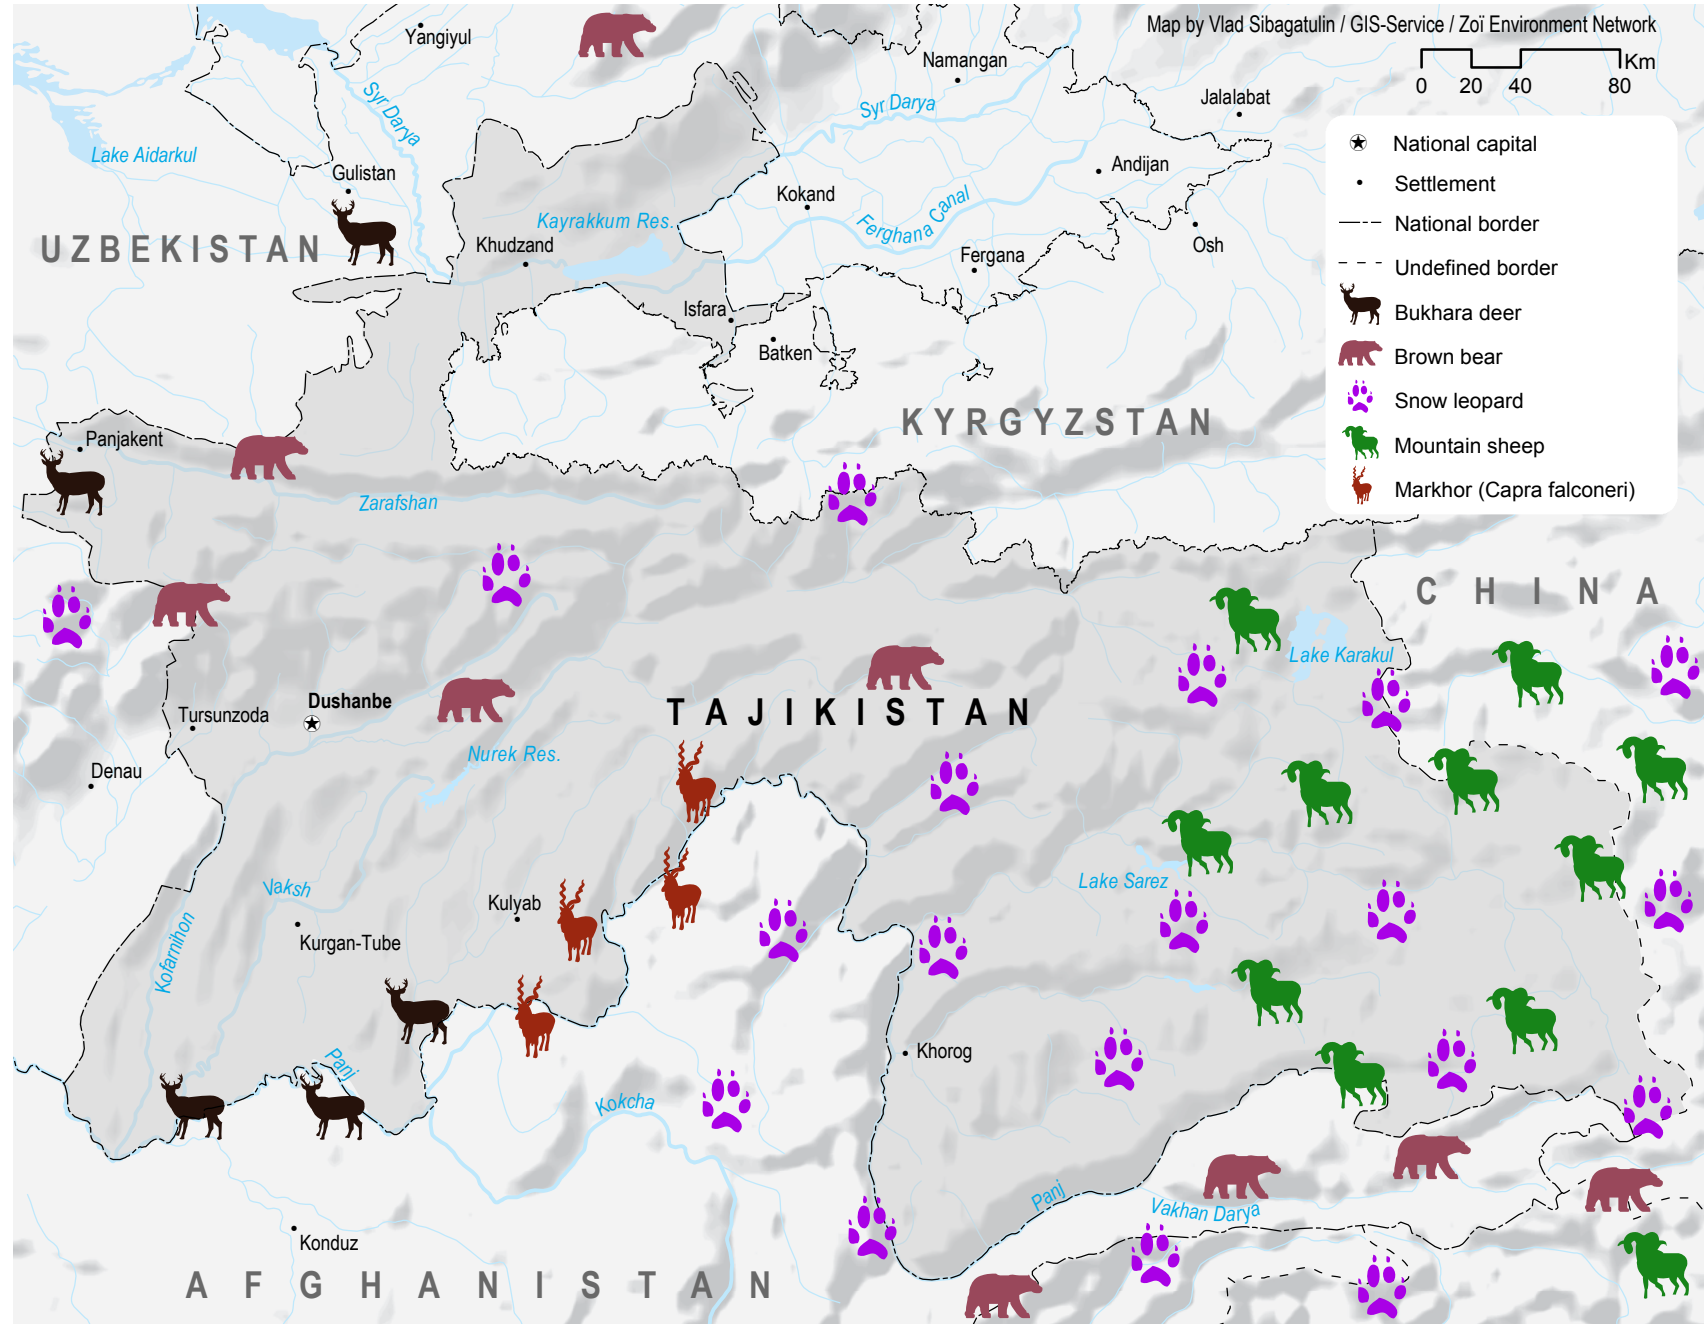 Map by Vlad Sibagatulin / GIS-Service / Zoï Environment Network
Km
0 20 40 80
National capital
Settlement
National border
Undefined border
Bukhara deer
Brown bear
Snow leopard
Mountain sheep
Markhor (Capra falconeri)
Yangiyul
Namangan
Jalalabat
Syr Darya
Syr Darya
Lake Aidarkul
Gulistan
Andijan
Kokand
Ferghana Canal
Kayrakkum Res.
UZBEKISTAN
Khudzand
Osh
Fergana
Isfara
Batken
KYRGYZSTAN
Panjakent
Zarafshan
CHINA
Lake Karakul
Dushanbe
TAJIKISTAN
Tursunzoda
Nurek Res.
Denau
Vaksh
Kulyab
Lake Sarez
Kurgan-Tube
Kofarnihon
Khorog
Panj
Kokcha
Panj
Vakhan Darya
Konduz
AFGHANISTAN